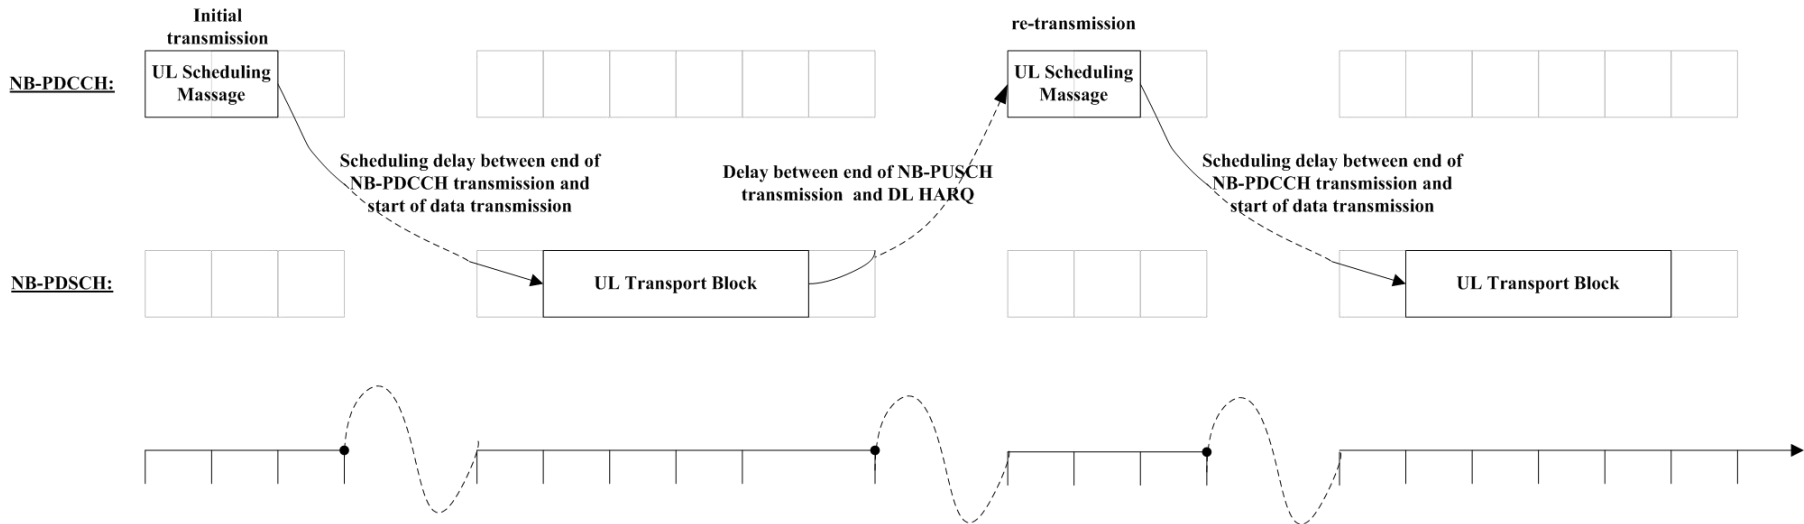 Initial
transmission
re-transmission
NB-PDCCH:
UL Scheduling
Massage
UL Scheduling
Massage
Scheduling delay between end of
NB-PDCCH transmission and
start of data transmission
Delay between end of NB-PUSCH
transmission and DL HARQ
Scheduling delay between end of
NB-PDCCH transmission and
start of data transmission
NB-PDSCH:
UL Transport Block
UL Transport Block